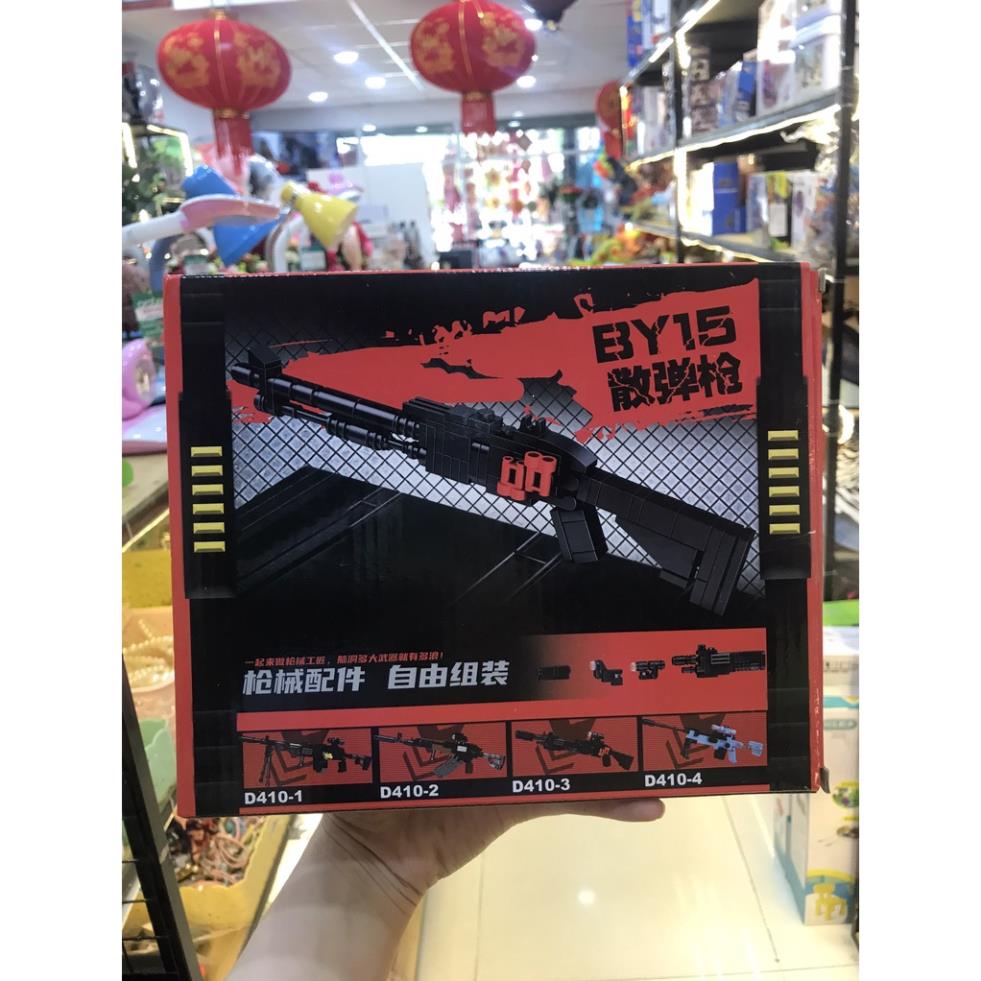 BY15
散弹枪
一起来做枪械工匠，脑洞多大武器就有多浪！
枪械配件 自由组装
D410-1
D410-2
D410-3
D410-4